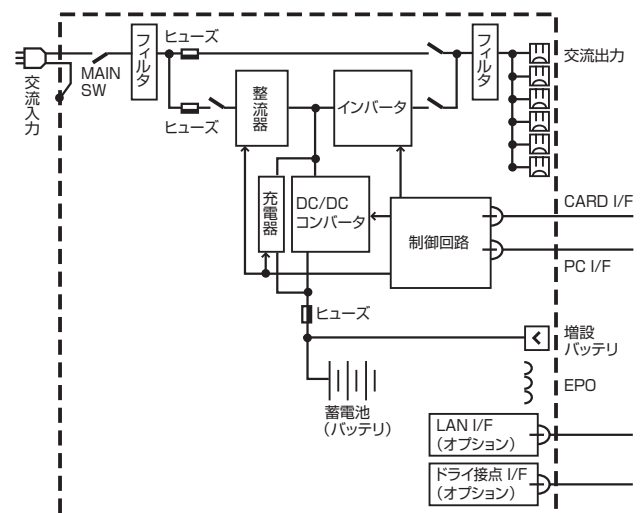 ヒューズ
フィルタ
フィルタ
交流出力
MAIN
SW
交流入力
整流器
インバータ
ヒューズ
充電器
DC/DC
コンバータ
制御回路
CARD I/F
PC I/F
ヒューズ
増設
バッテリ
EPO
蓄電池
(バッテリ)
LAN I/F
(オプション)
ドライ接点 I/F
(オプション)